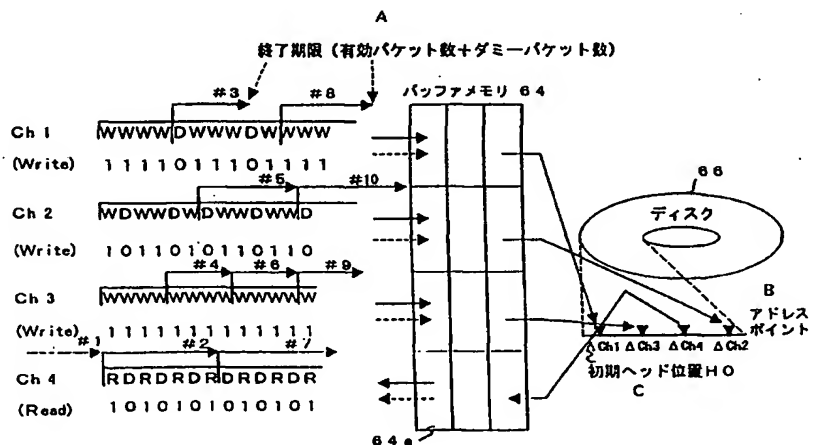 A
終了期限 (有効パケット数+ダミーパケット数)
#3 #8
バッファメモリ 64
Ch 1 WWWWDWWWDWWWW
(Write) 1111011101111
#5 #10
Ch 2 WDWWDWDWWDWWD
(Write) 1011010110110
#4 #6 #9
Ch 3 WWWWWWWWWWWWW
(Write) 1111111111111
#1 #2 #7
Ch 4 RDRDRDRDRDRDR
(Read) 1010101010101
64a
66
ディスク
B
アドレス
ポイント
ΔCh1 ΔCh3 ΔCh4 ΔCh2
初期ヘッド位置HO
C